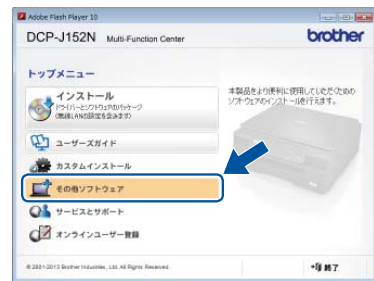 Adobe Flash Player 10
DCP-J152N Multi-Function Center
brother
トップメニュー
インストール
ドライバーとソフトウェアのパッケージ
(無線LANの設定を含みます)
本製品をより便利に使用していただくための
ソフトウェアのインストールを行えます。
ユーザーズガイド
カスタムインストール
その他ソフトウェア
サービスとサポート
オンラインユーザー登録
© 2001-2013 Brother Industries, Ltd. All Rights Reserved.
終了